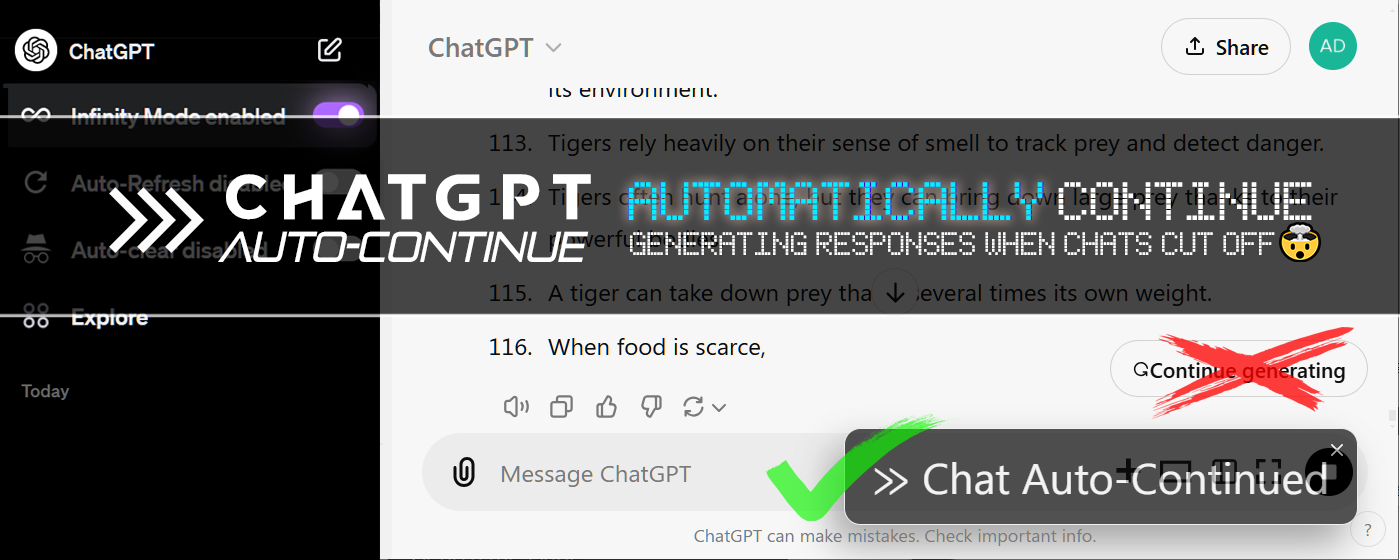 ChatGPT
Infinity Mode enabled
Auto-Refresh disabled
Auto-clear disabled
Explore
Today
ChatGPT
Share
AD
its environment.
113. Tigers rely heavily on their sense of smell to track prey and detect danger.
Tigers often hunt alone, but they can bring down large prey thanks to their
powerful
115. A tiger can take down prey several times its own weight.
116. When food is scarce,
CHATGPT
AUTO-CONTINUE
AUTOMATICALLY CONTINUE
GENERATING RESPONSES WHEN CHATS CUT OFF
Continue generating
Message ChatGPT
Chat Auto-Continued
ChatGPT can make mistakes. Check important info.
?